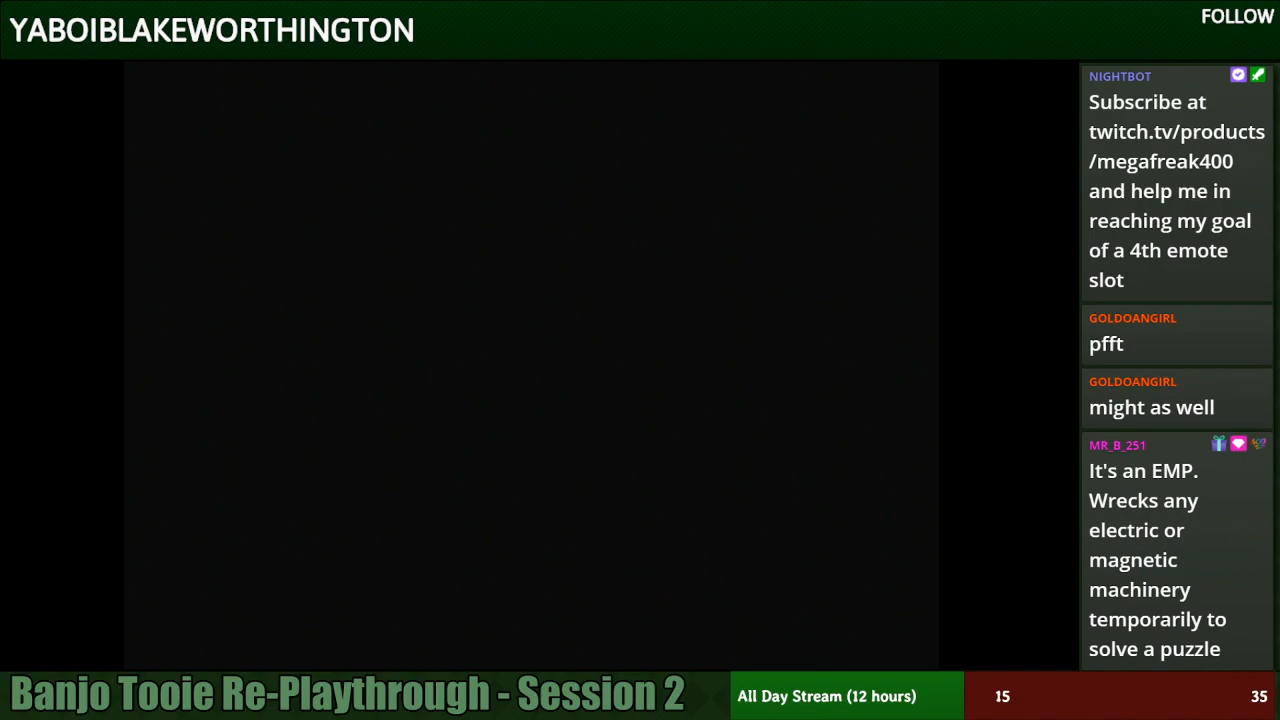 YABOIBLAKEWORTHINGTON
FOLLOW
NIGHTBOT
Subscribe at
twitch.tv/products
/megafreak400
and help me in
reaching my goal
of a 4th emote
slot
GOLDOANGIRL
pfft
GOLDOANGIRL
might as well
MR_B_251
It's an EMP.
Wrecks any
electric or
magnetic
machinery
temporarily to
solve a puzzle
Banjo Tooie Re-Playthrough - Session 2
All Day Stream (12 hours)
15
35